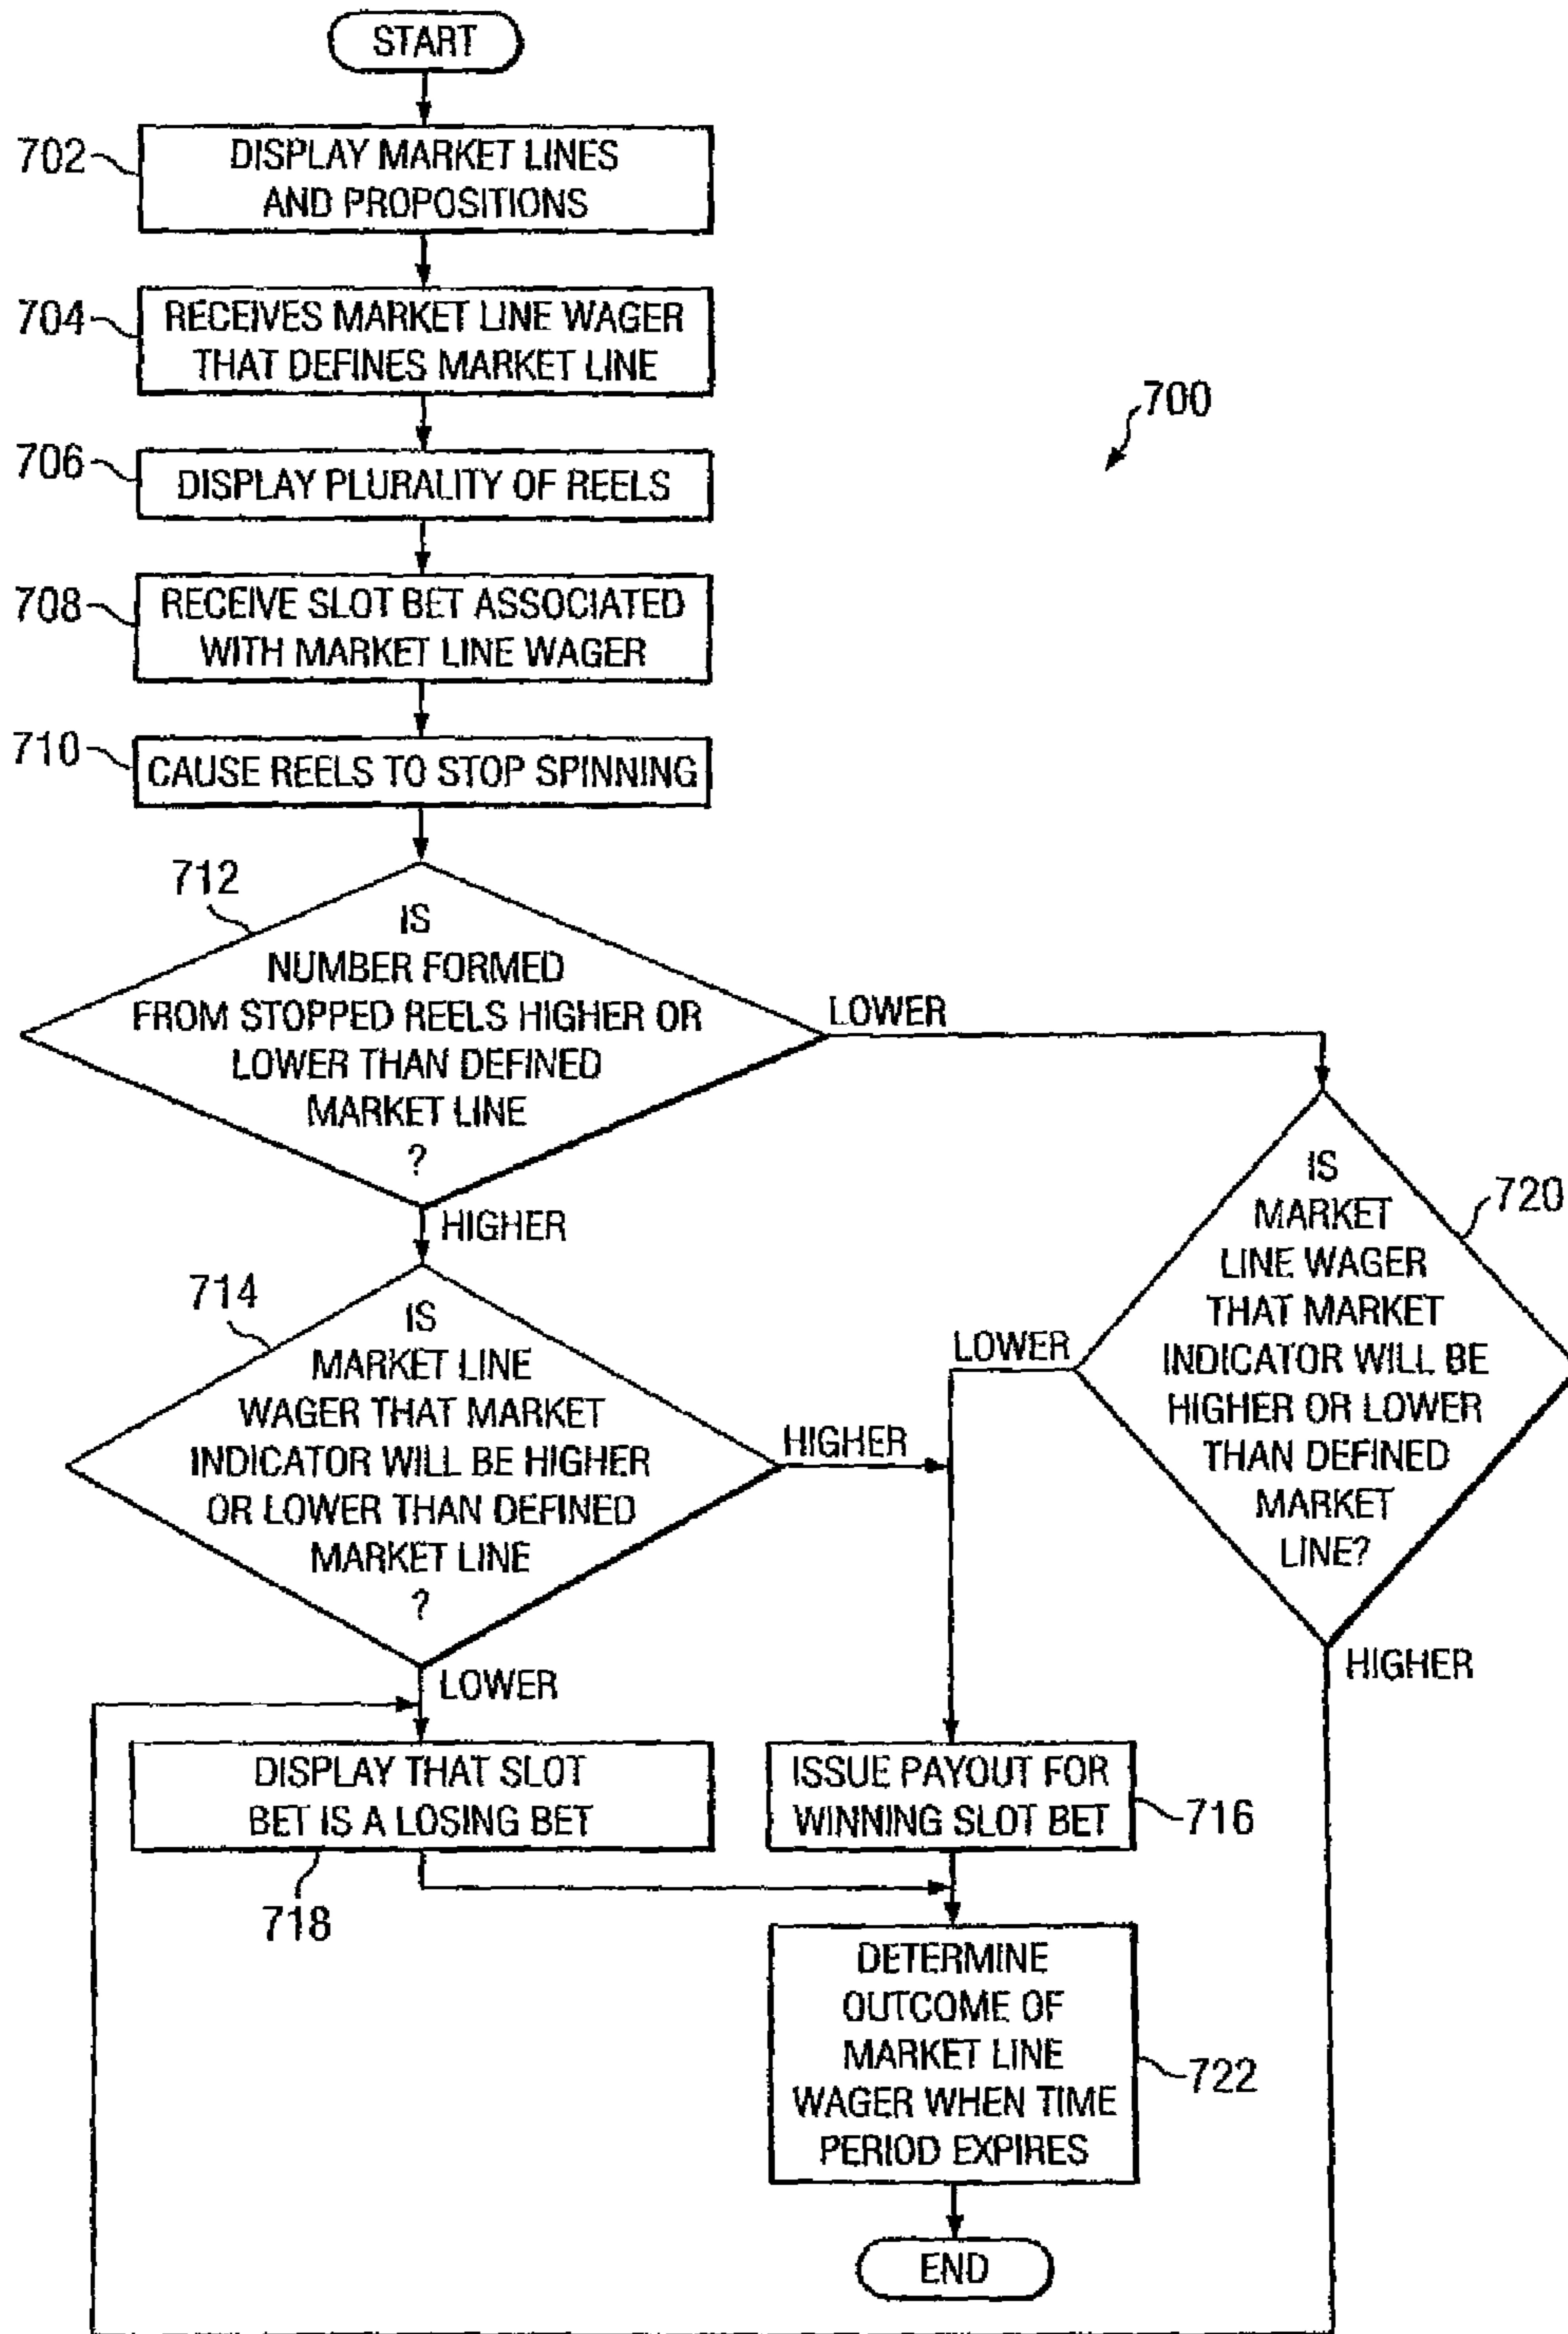 START
702
DISPLAY MARKET LINES
AND PROPOSITIONS
704
RECEIVES MARKET LINE WAGER
THAT DEFINES MARKET LINE
700
706
DISPLAY PLURALITY OF REELS
708
RECEIVE SLOT BET ASSOCIATED
WITH MARKET LINE WAGER
710
CAUSE REELS TO STOP SPINNING
712
IS
NUMBER FORMED
FROM STOPPED REELS HIGHER OR
LOWER THAN DEFINED
MARKET LINE
?
LOWER
HIGHER
720
IS
MARKET
LINE WAGER
THAT MARKET
INDICATOR WILL BE
HIGHER OR LOWER
THAN DEFINED
MARKET
LINE?
LOWER
HIGHER
714
IS
MARKET LINE
WAGER THAT MARKET
INDICATOR WILL BE HIGHER
OR LOWER THAN DEFINED
MARKET LINE
?
HIGHER
LOWER
DISPLAY THAT SLOT
BET IS A LOSING BET
718
ISSUE PAYOUT FOR
WINNING SLOT BET
716
DETERMINE
OUTCOME OF
MARKET LINE
WAGER WHEN TIME
PERIOD EXPIRES
722
END